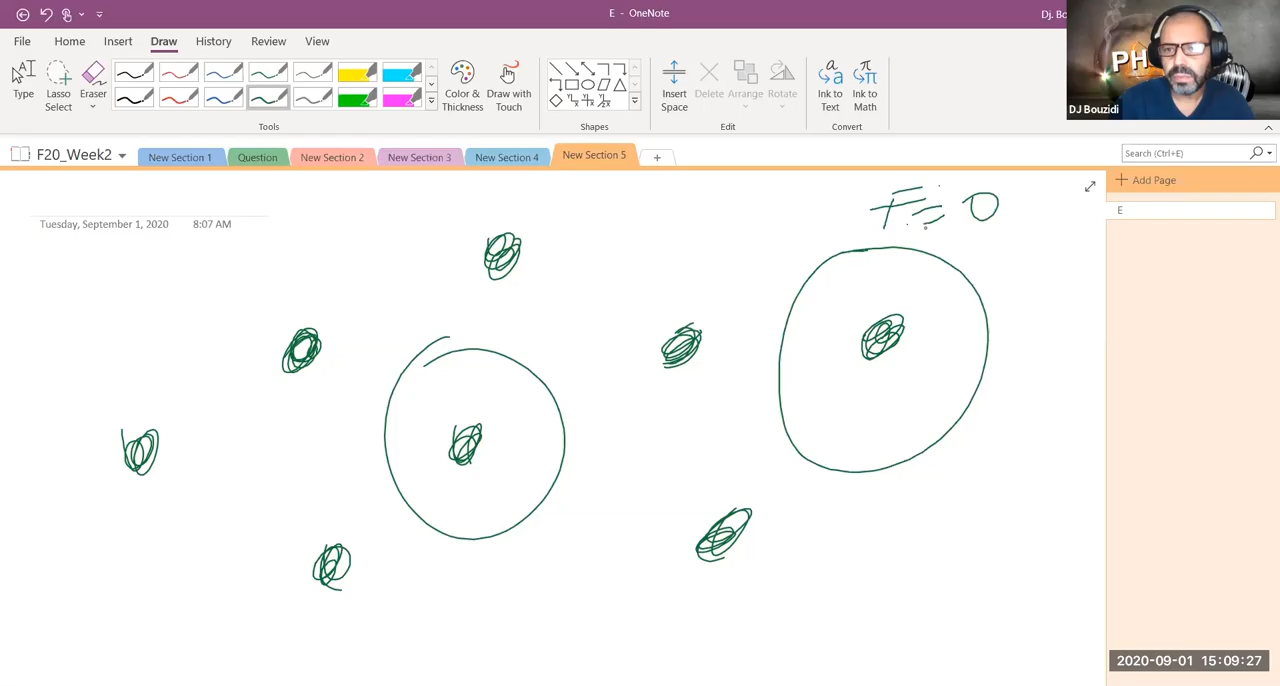 E - OneNote
Dj. Bo
File Home Insert Draw History Review View
PH
Type
Lasso Select
Eraser
Color & Thickness
Draw with Touch
Insert Space
Delete
Arrange
Rotate
Ink to Text
Ink to Math
Tools
Shapes
Edit
Convert
DJ Bouzidi
F20_Week2
New Section 1
Question
New Section 2
New Section 3
New Section 4
New Section 5
Search (Ctrl+E)
Add Page
E
Tuesday, September 1, 2020 8:07 AM
F = 0
2020-09-01 15:09:27